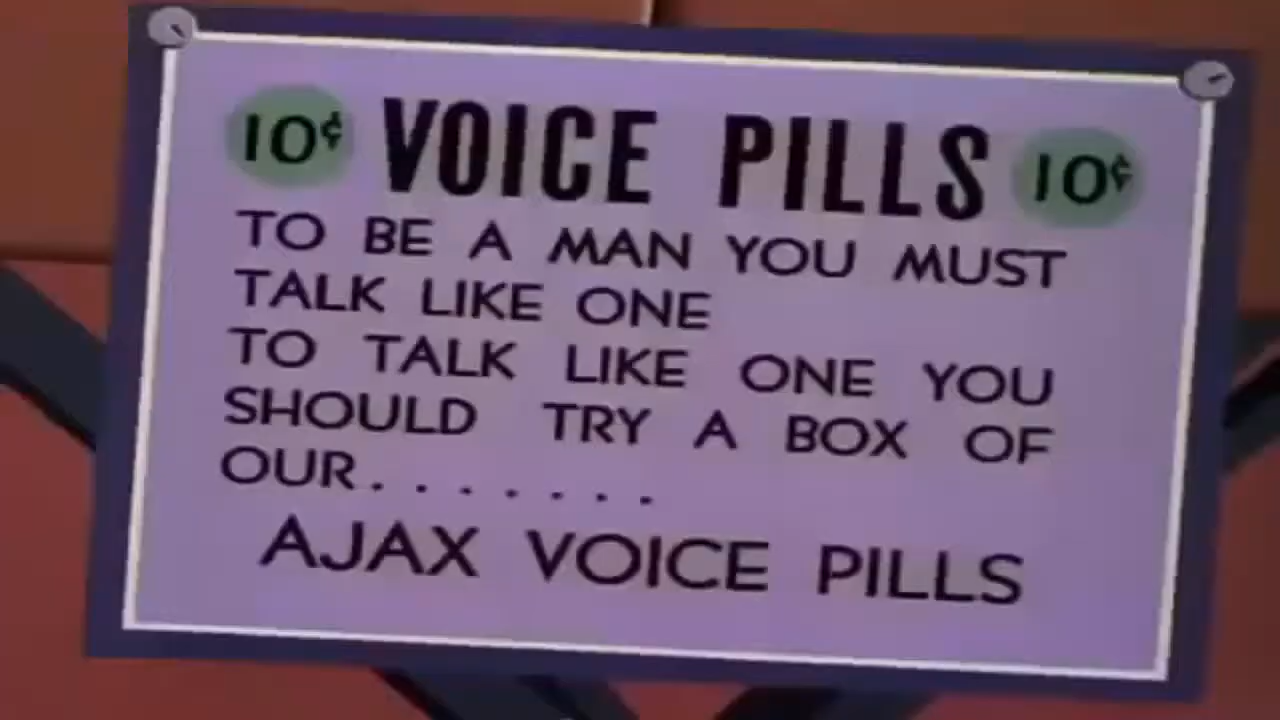 10¢ VOICE PILLS 10¢
TO BE A MAN YOU MUST
TALK LIKE ONE
TO TALK LIKE ONE YOU
SHOULD TRY A BOX OF
OUR.......
AJAX VOICE PILLS